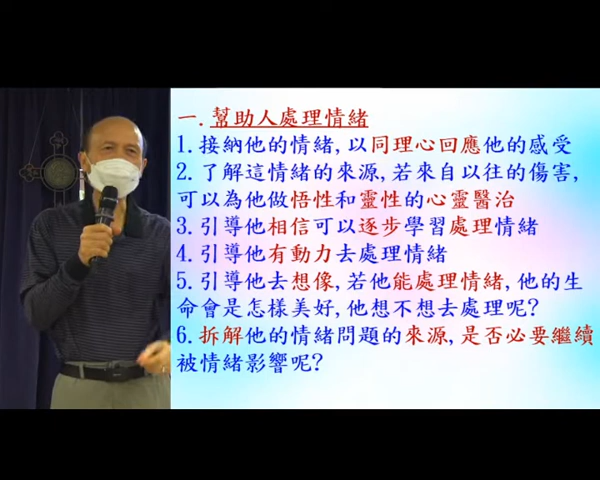 一.幫助人處理情緒
1.接納他的情緒,以同理心回應他的感受
2.了解這情緒的來源,若來自以往的傷害,
可以為他做悟性和靈性的心靈醫治
3.引導他相信可以逐步學習處理情緒
4.引導他有動力去處理情緒
5.引導他去想像,若他能處理情緒,他的生
命會是怎樣美好,他想不想去處理呢?
6.拆解他的情緒問題的來源,是否必要繼續
被情緒影響呢?